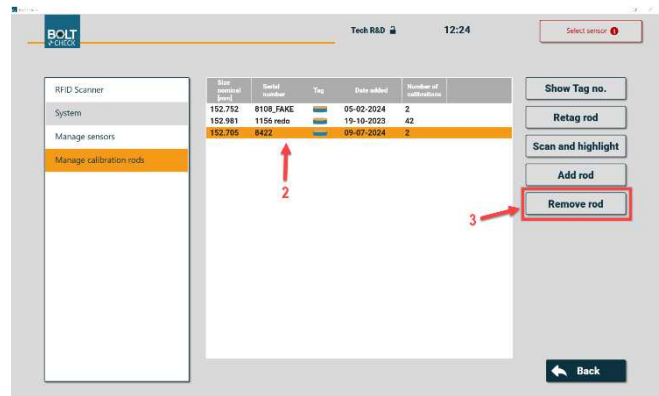 BOLT
CHECK
Tech R&D
12:24
Select sensor
RFID Scanner
System
Manage sensors
Manage calibration rods
Size nominal [mm] Serial number Tag Date added Number of calibrations
152.752 8108_FAKE 05-02-2024 2
152.981 1156 redo 19-10-2023 42
152.705 8422 09-07-2024 2
2
3
Show Tag no.
Retag rod
Scan and highlight
Add rod
Remove rod
Back